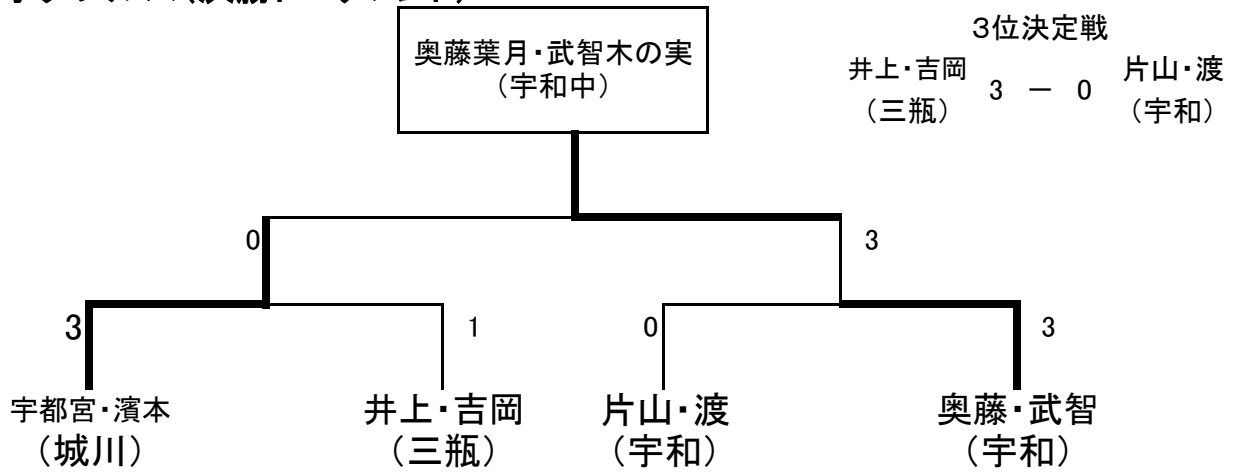 奥藤葉月・武智木の実
（宇和中）
３位決定戦
井上・吉岡
（三瓶）
3 － 0
片山・渡
（宇和）
0
3
3
1
0
3
宇都宮・濱本
（城川）
井上・吉岡
（三瓶）
片山・渡
（宇和）
奥藤・武智
（宇和）